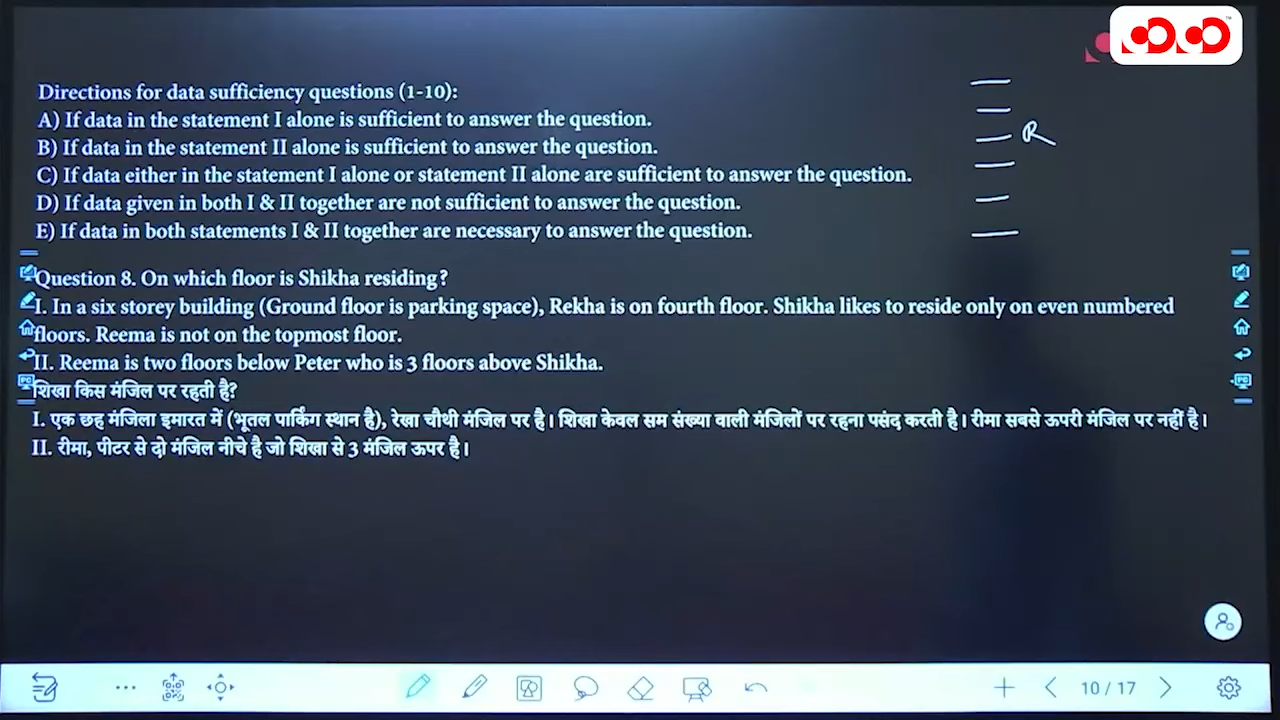 Directions for data sufficiency questions (1-10):
A) If data in the statement I alone is sufficient to answer the question.
B) If data in the statement II alone is sufficient to answer the question.
C) If data either in the statement I alone or statement II alone are sufficient to answer the question.
D) If data given in both I & II together are not sufficient to answer the question.
E) If data in both statements I & II together are necessary to answer the question.
R
Question 8. On which floor is Shikha residing?
I. In a six storey building (Ground floor is parking space), Rekha is on fourth floor. Shikha likes to reside only on even numbered
floors. Reema is not on the topmost floor.
II. Reema is two floors below Peter who is 3 floors above Shikha.
शिखा किस मंजिल पर रहती है?
I. एक छह मंजिला इमारत में (भूतल पार्किंग स्थान है), रेखा चौथी मंजिल पर है। शिखा केवल सम संख्या वाली मंजिलों पर रहना पसंद करती है। रीमा सबसे ऊपरी मंजिल पर नहीं है।
II. रीमा, पीटर से दो मंजिल नीचे है जो शिखा से 3 मंजिल ऊपर है।
10 / 17